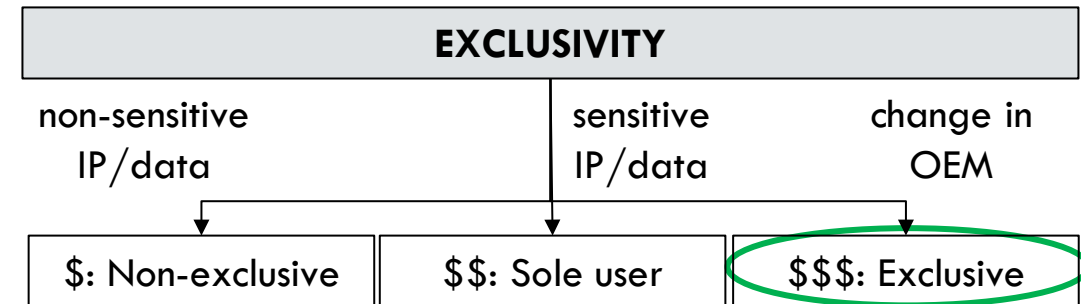 EXCLUSIVITY
non-sensitive
IP/data
sensitive
IP/data
change in
OEM
$: Non-exclusive
$$: Sole user
$$$: Exclusive